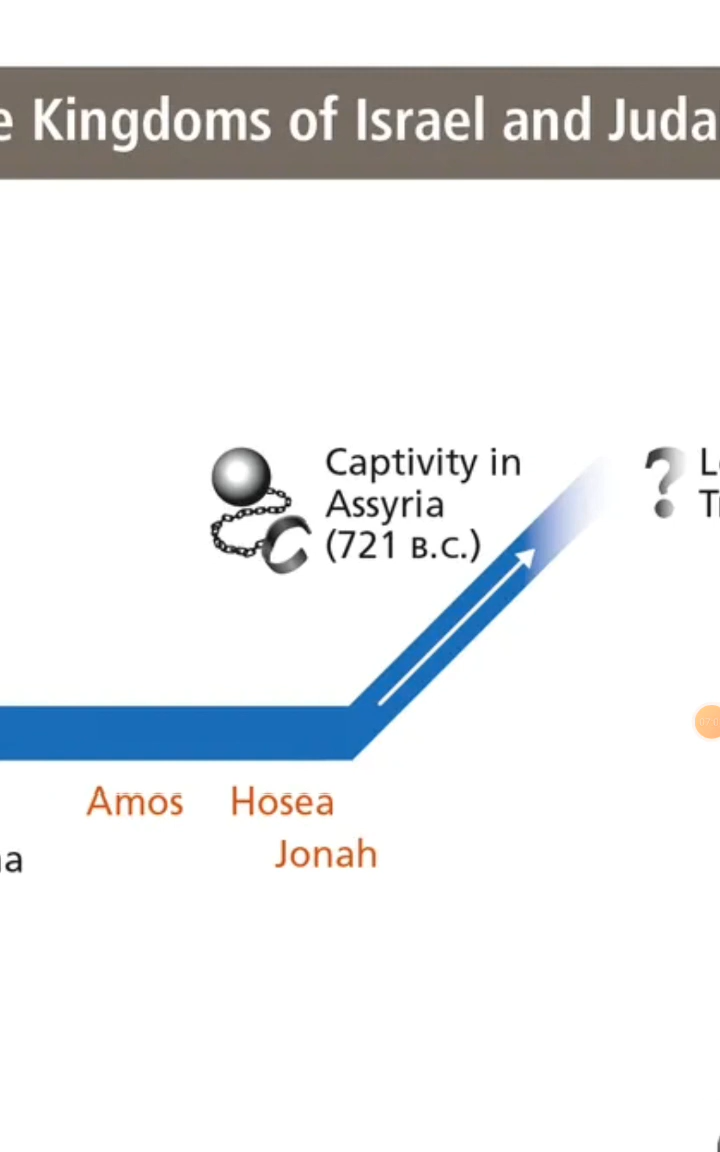 e Kingdoms of Israel and Juda
Captivity in
Assyria
(721 B.C.)
?
Amos Hosea
Jonah